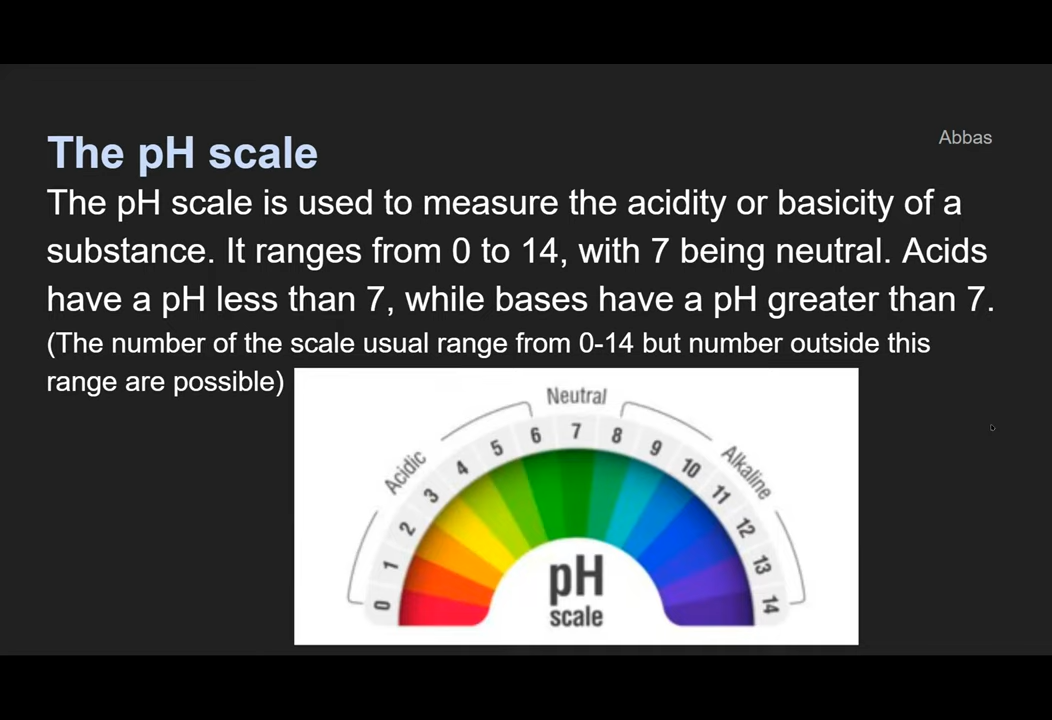 Abbas
The pH scale
The pH scale is used to measure the acidity or basicity of a
substance. It ranges from 0 to 14, with 7 being neutral. Acids
have a pH less than 7, while bases have a pH greater than 7.
(The number of the scale usual range from 0-14 but number outside this
range are possible)
Neutral
Acidic
Alkaline
0 1 2 3 4 5 6 7 8 9 10 11 12 13 14
pH
scale